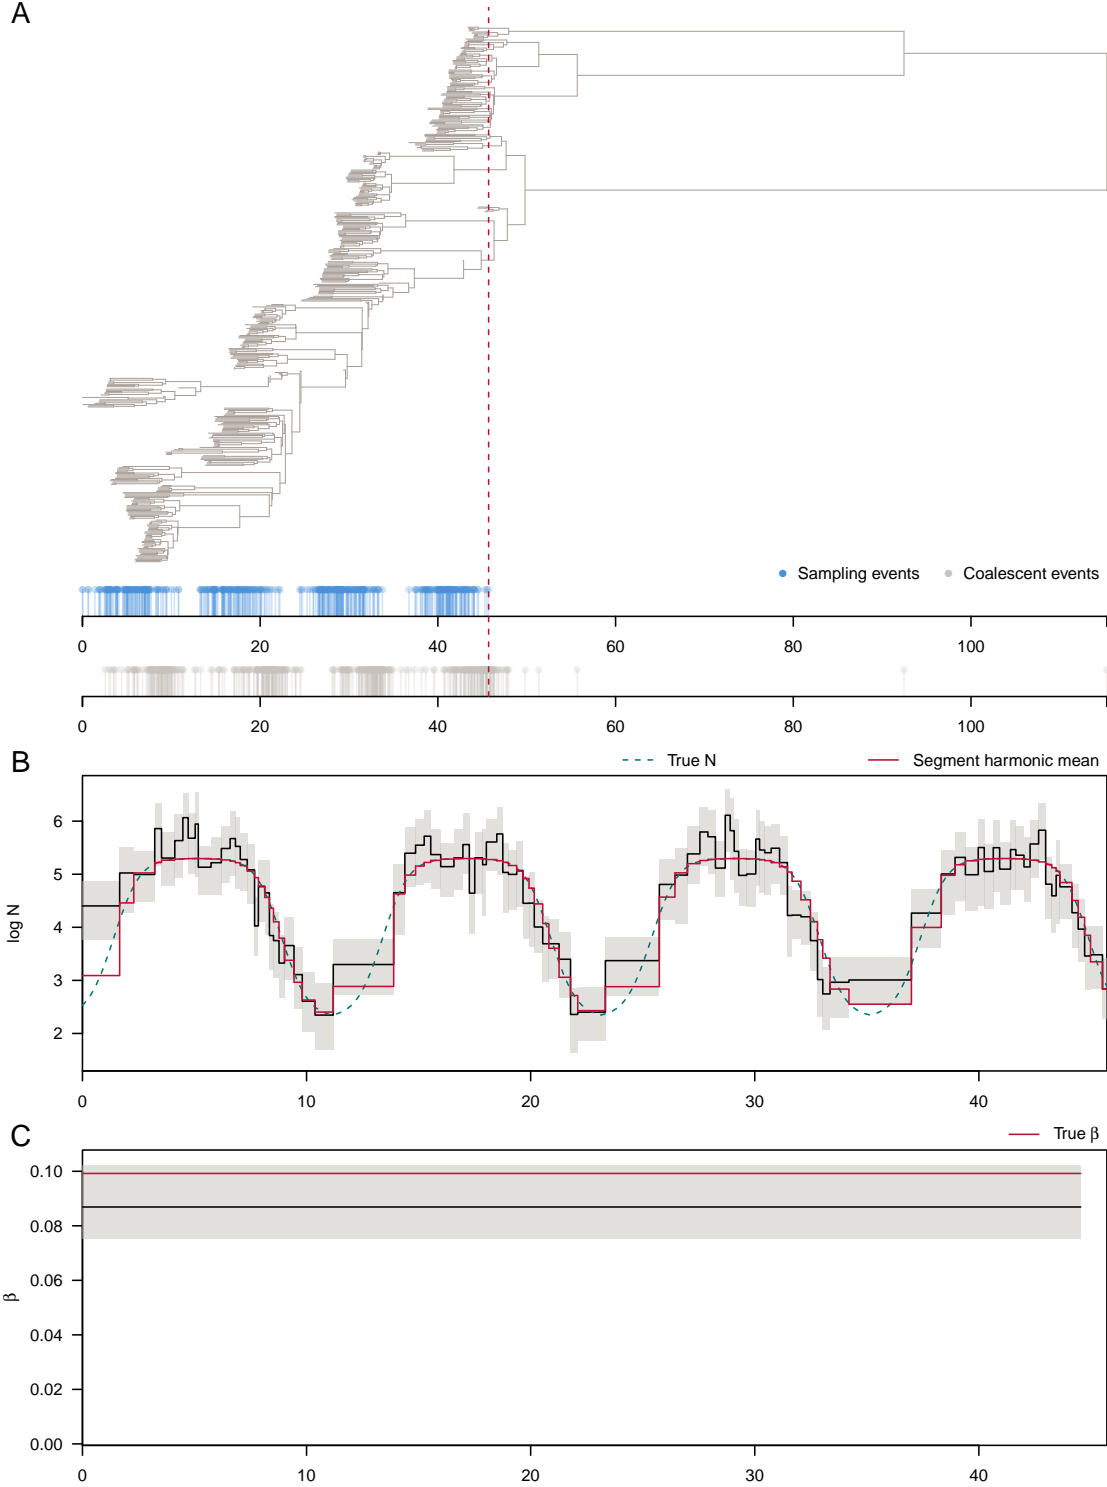 A
Sampling events Coalescent events
0 20 40 60 80 100
0 20 40 60 80 100
B
True N Segment harmonic mean
log N
6
5
4
3
2
0 10 20 30 40
C
True β
β
0.10
0.08
0.06
0.04
0.02
0.00
0 10 20 30 40